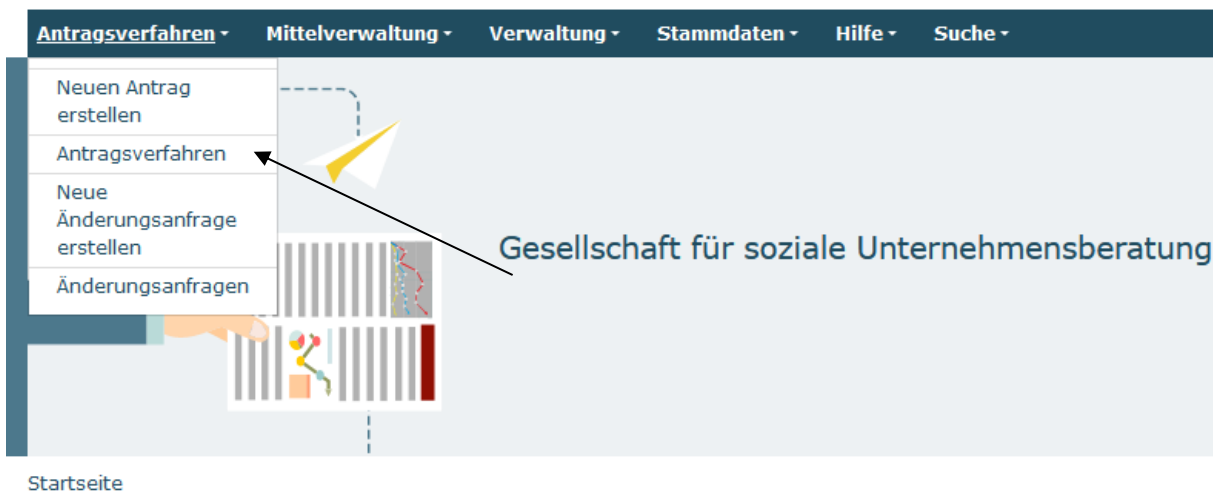 Antragsverfahren Mittelverwaltung Verwaltung Stammdaten Hilfe Suche
Neuen Antrag
erstellen
Antragsverfahren
Neue
Änderungsanfrage
erstellen
Änderungsanfragen
Gesellschaft für soziale Unternehmensberatung
Startseite